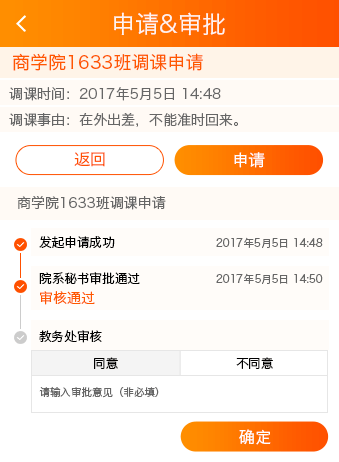 申请&审批
商学院1633班调课申请
调课时间：2017年5月5日 14:48
调课事由：在外出差，不能准时回来。
返回 申请
商学院1633班调课申请
发起申请成功 2017年5月5日 14:48
院系秘书审批通过 2017年5月5日 14:50
审核通过
教务处审核
同意 不同意
请输入审批意见（非必填）
确定